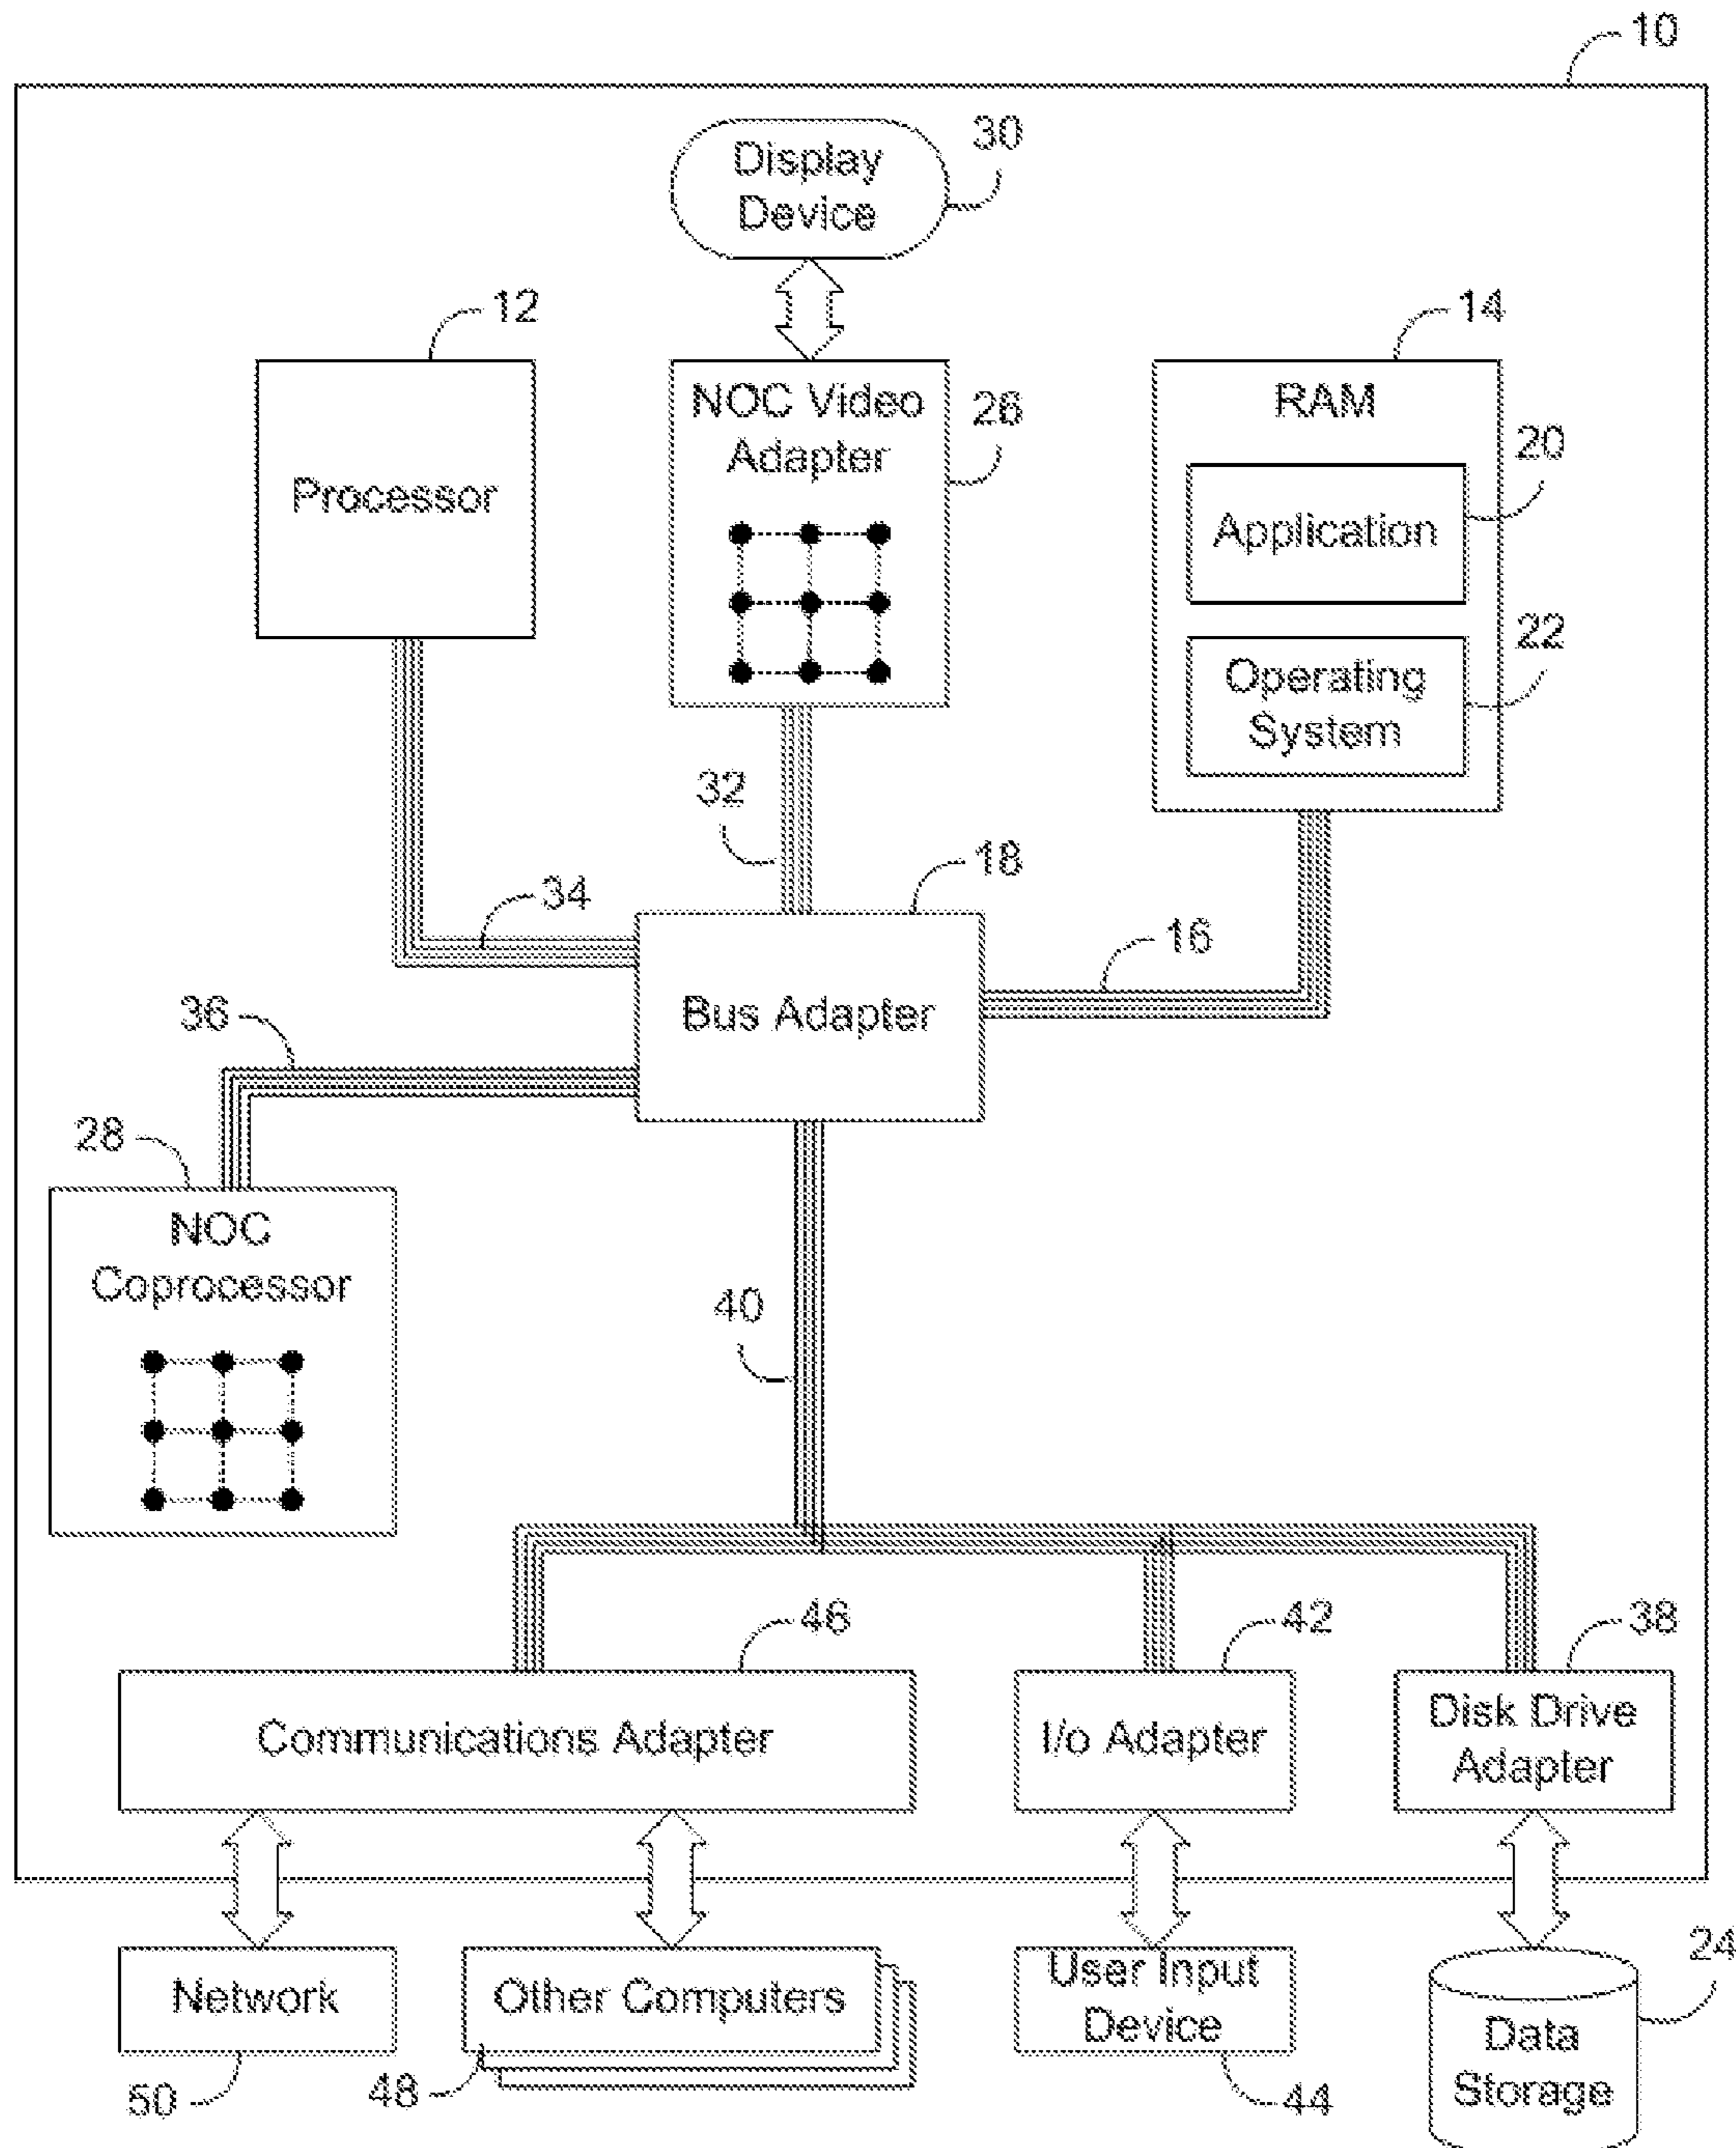 10
Display
Device
30
12
14
Processor
NOC Video
Adapter
26
RAM
20
Application
22
Operating
System
32
18
34
16
Bus Adapter
36
28
NOC
Coprocessor
40
46
42
38
Communications Adapter
I/o Adapter
Disk Drive
Adapter
Network
Other Computers
User Input
Device
24
Data
Storage
50
48
44